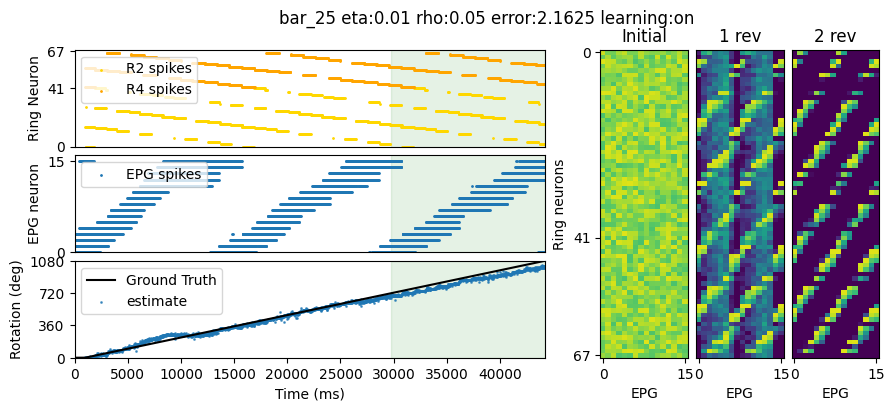 bar_25 eta:0.01 rho:0.05 error:2.1625 learning:on
Ring Neuron
67
41
0
R2 spikes
R4 spikes
EPG neuron
15
0
EPG spikes
Rotation (deg)
1080
720
360
0
Ground Truth
estimate
0 5000 10000 15000 20000 25000 30000 35000 40000
Time (ms)
Initial 1 rev 2 rev
Ring neurons
0
41
67
0 15 0 15 0 15
EPG EPG EPG